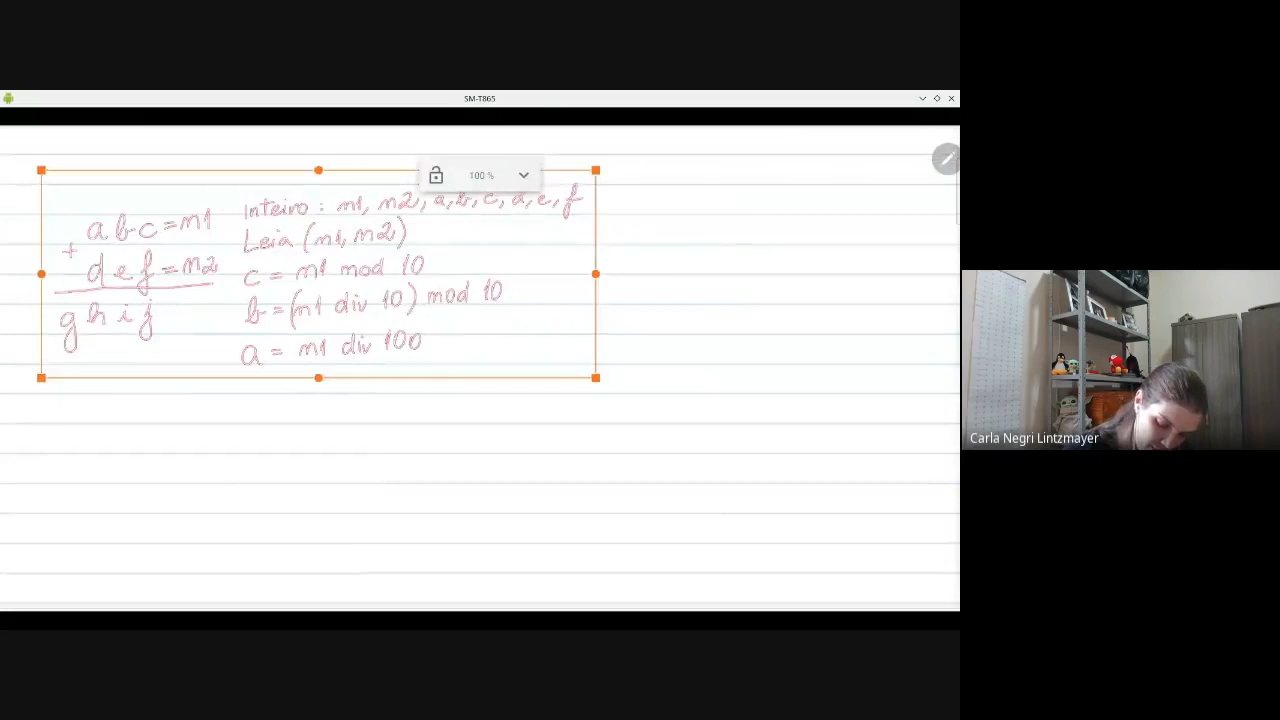 SM-T865
100 %
a b c = m1
+
d e f = m2
g h i j
Inteiro : m1, m2, a, b, c, d, e, f
Leia (m1, m2)
c = m1 mod 10
b = (m1 div 10) mod 10
a = m1 div 100
Carla Negri Lintzmayer